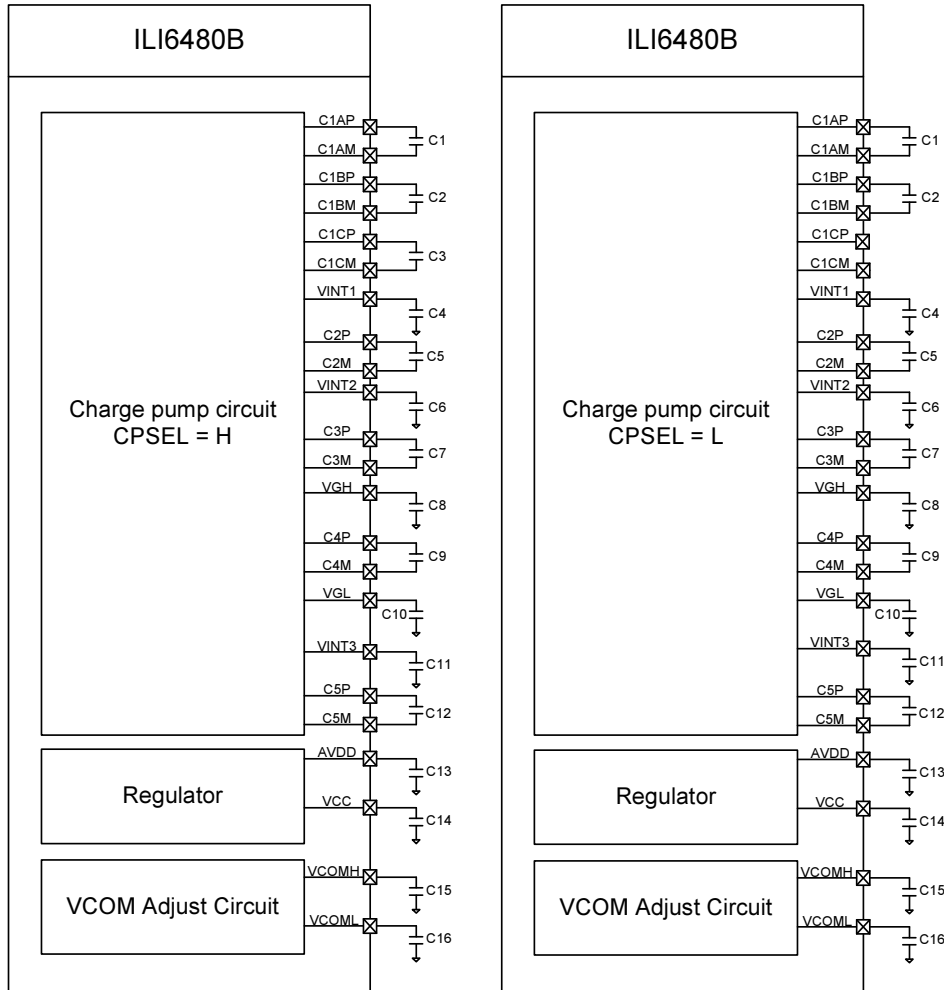 ILI6480B
C1AP
C1
C1AM
C1BP
C2
C1BM
C1CP
C3
C1CM
VINT1
C4
C2P
C5
C2M
VINT2
C6
Charge pump circuit
CPSEL = H
C3P
C7
C3M
VGH
C8
C4P
C9
C4M
VGL
C10
VINT3
C11
C5P
C12
C5M
AVDD
C13
Regulator
VCC
C14
VCOMH
C15
VCOM Adjust Circuit
VCOML
C16
ILI6480B
C1AP
C1
C1AM
C1BP
C2
C1BM
C1CP
C1CM
VINT1
C4
C2P
C5
C2M
VINT2
C6
Charge pump circuit
CPSEL = L
C3P
C7
C3M
VGH
C8
C4P
C9
C4M
VGL
C10
VINT3
C11
C5P
C12
C5M
AVDD
C13
Regulator
VCC
C14
VCOMH
C15
VCOM Adjust Circuit
VCOML
C16